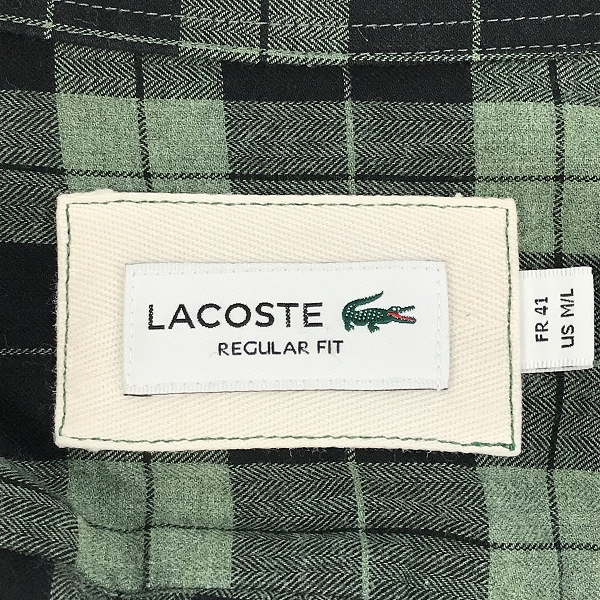 LACOSTE
REGULAR FIT
FR 41
US M/L